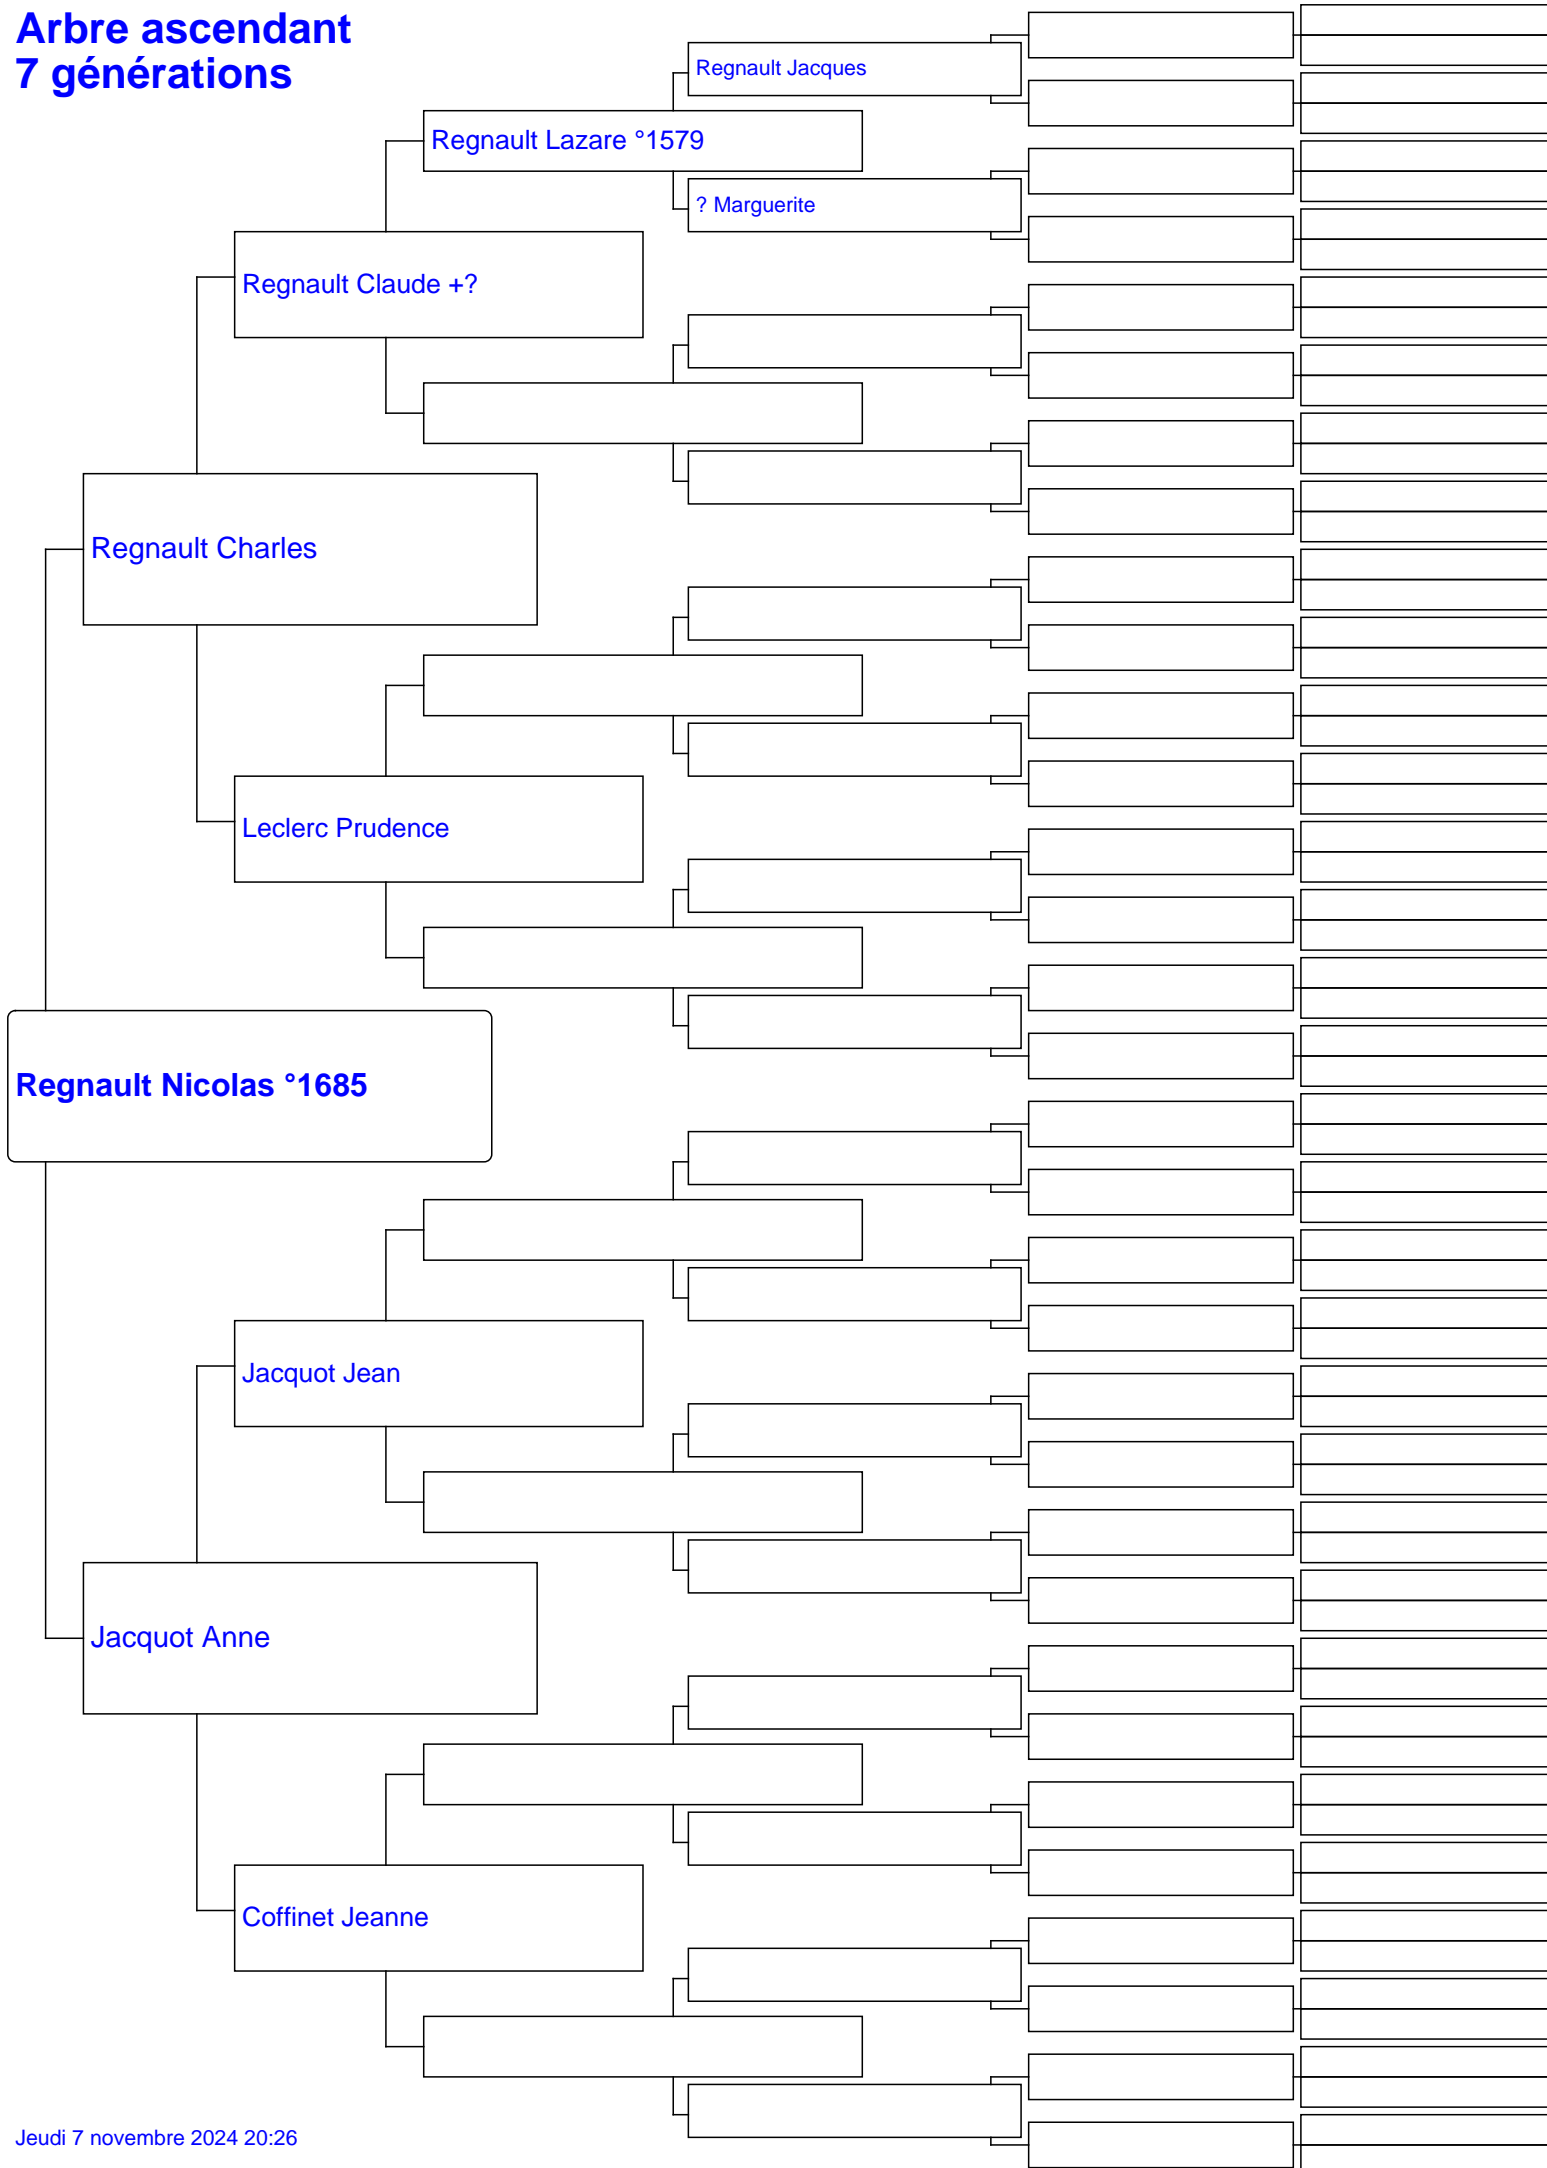 Arbre ascendant
7 générations
Regnault Jacques
Regnault Lazare °1579
? Marguerite
Regnault Claude +?
Regnault Charles
Leclerc Prudence
Regnault Nicolas °1685
Jacquot Jean
Jacquot Anne
Coffinet Jeanne
Jeudi 7 novembre 2024 20:26